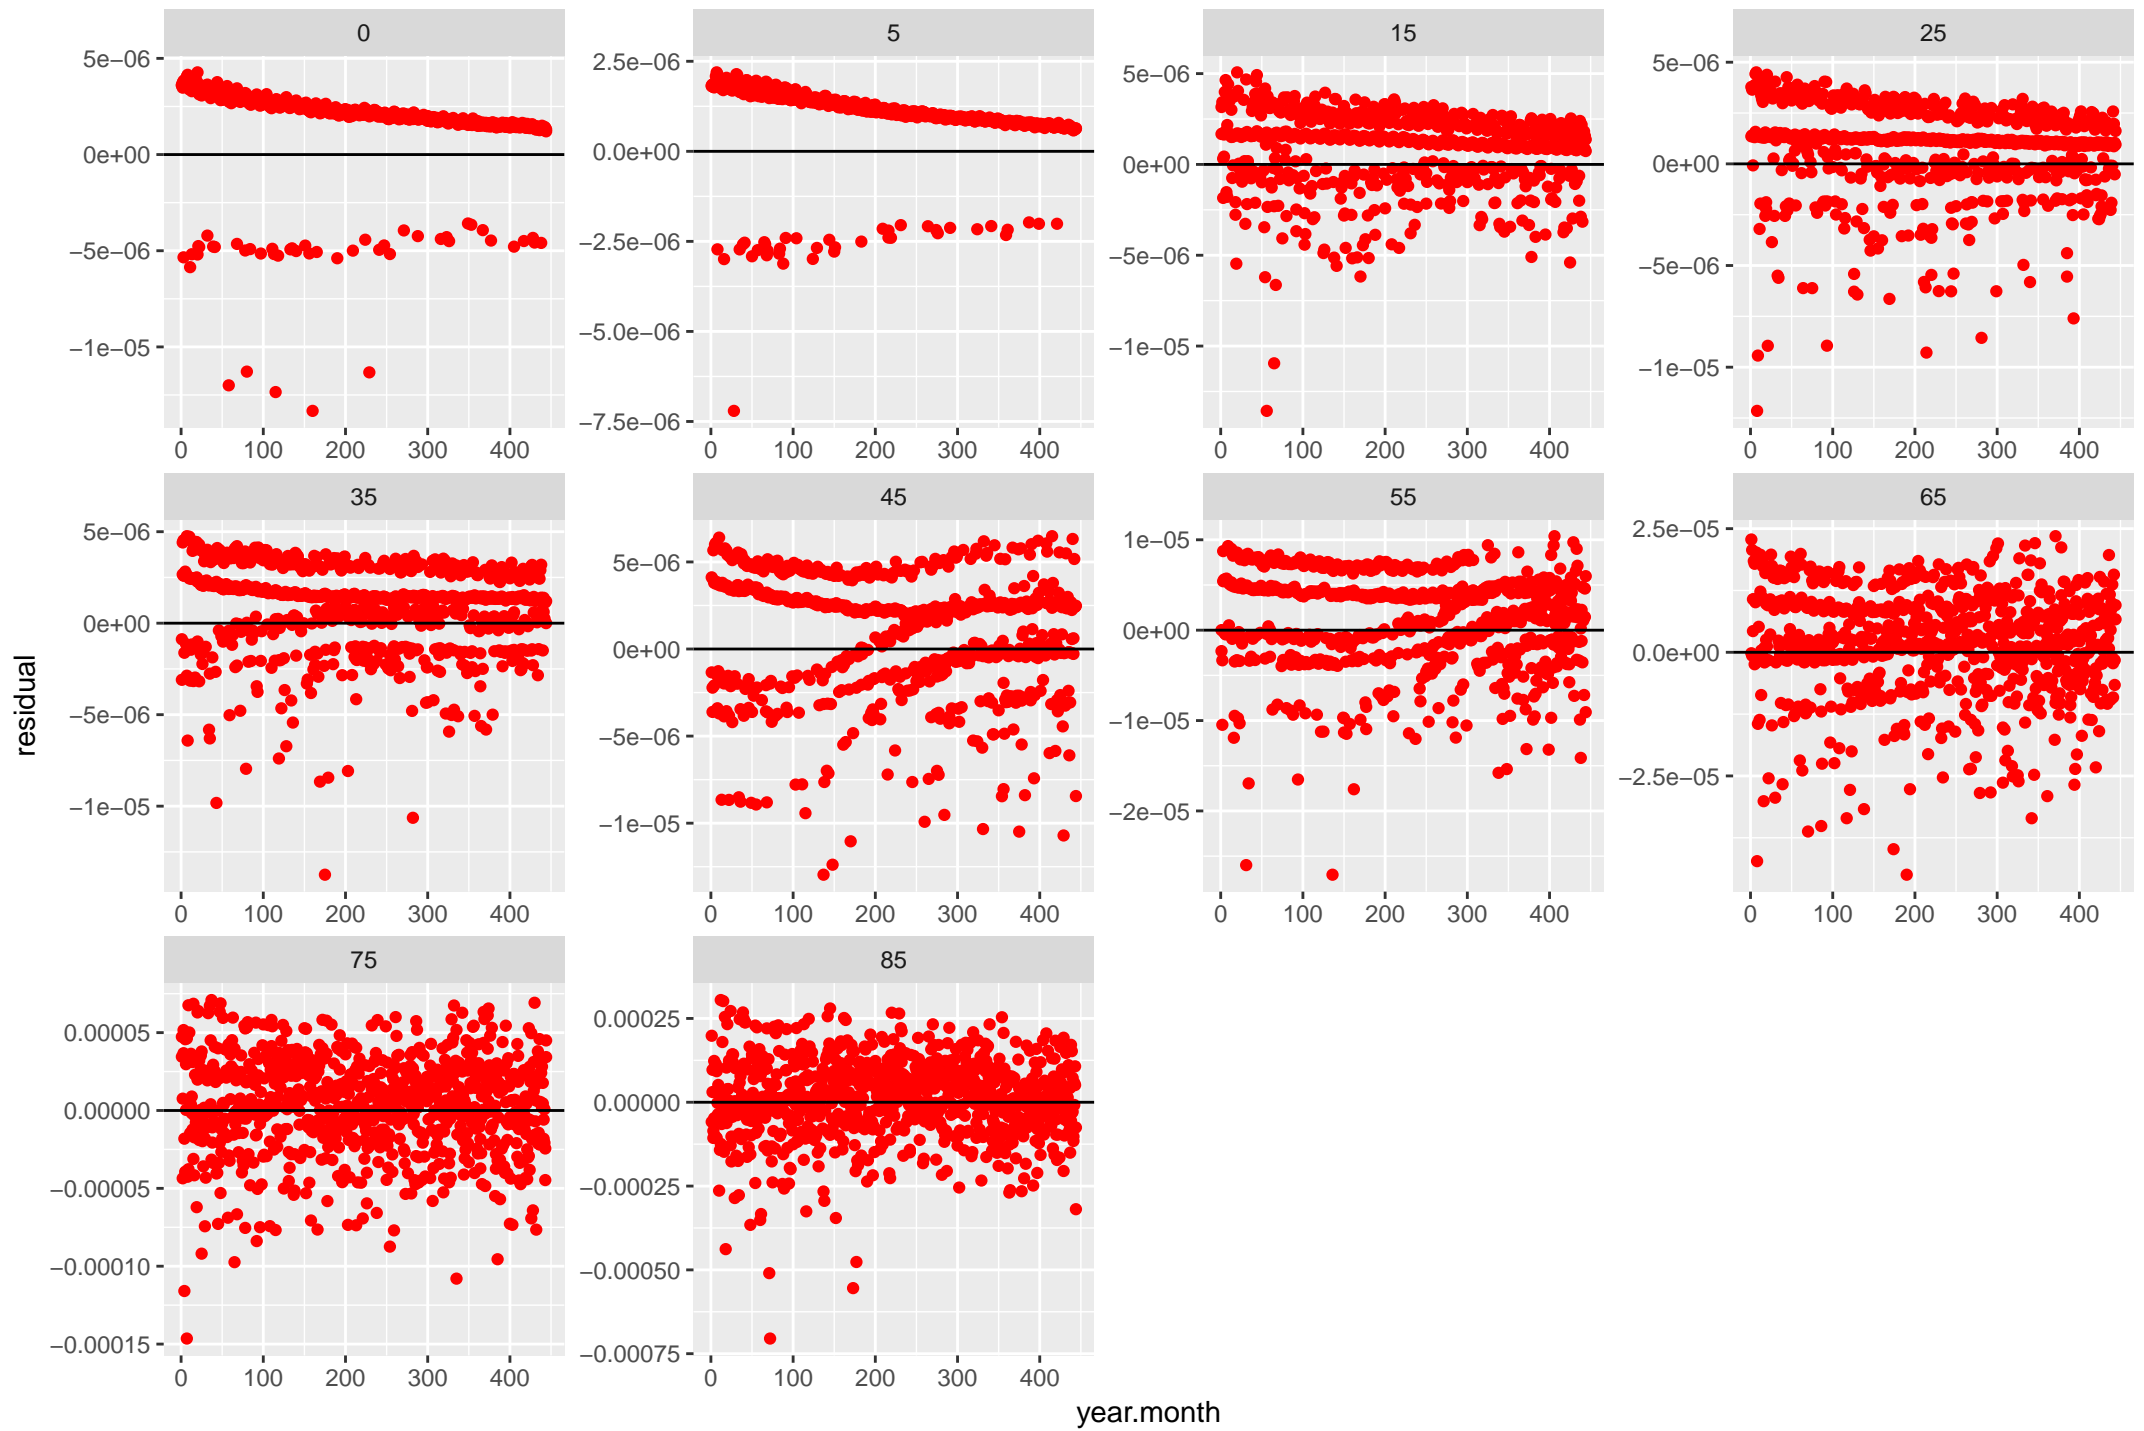 0 5 15 25
5e−06 2.5e−06 5e−06 5e−06
0e+00 0.0e+00 0e+00 0e+00
−5e−06 −2.5e−06 −5e−06 −5e−06
−1e−05 −5.0e−06 −1e−05 −1e−05
−7.5e−06
0 100 200 300 400 0 100 200 300 400 0 100 200 300 400 0 100 200 300 400
35 45 55 65
5e−06 5e−06 1e−05 2.5e−05
0e+00 0e+00 0e+00 0.0e+00
−5e−06 −5e−06 −1e−05 −2.5e−05
−1e−05 −1e−05 −2e−05
0 100 200 300 400 0 100 200 300 400 0 100 200 300 400 0 100 200 300 400
residual
75 85
0.00005 0.00025
0.00000 0.00000
−0.00005 −0.00025
−0.00010 −0.00050
−0.00015 −0.00075
0 100 200 300 400 0 100 200 300 400
year.month